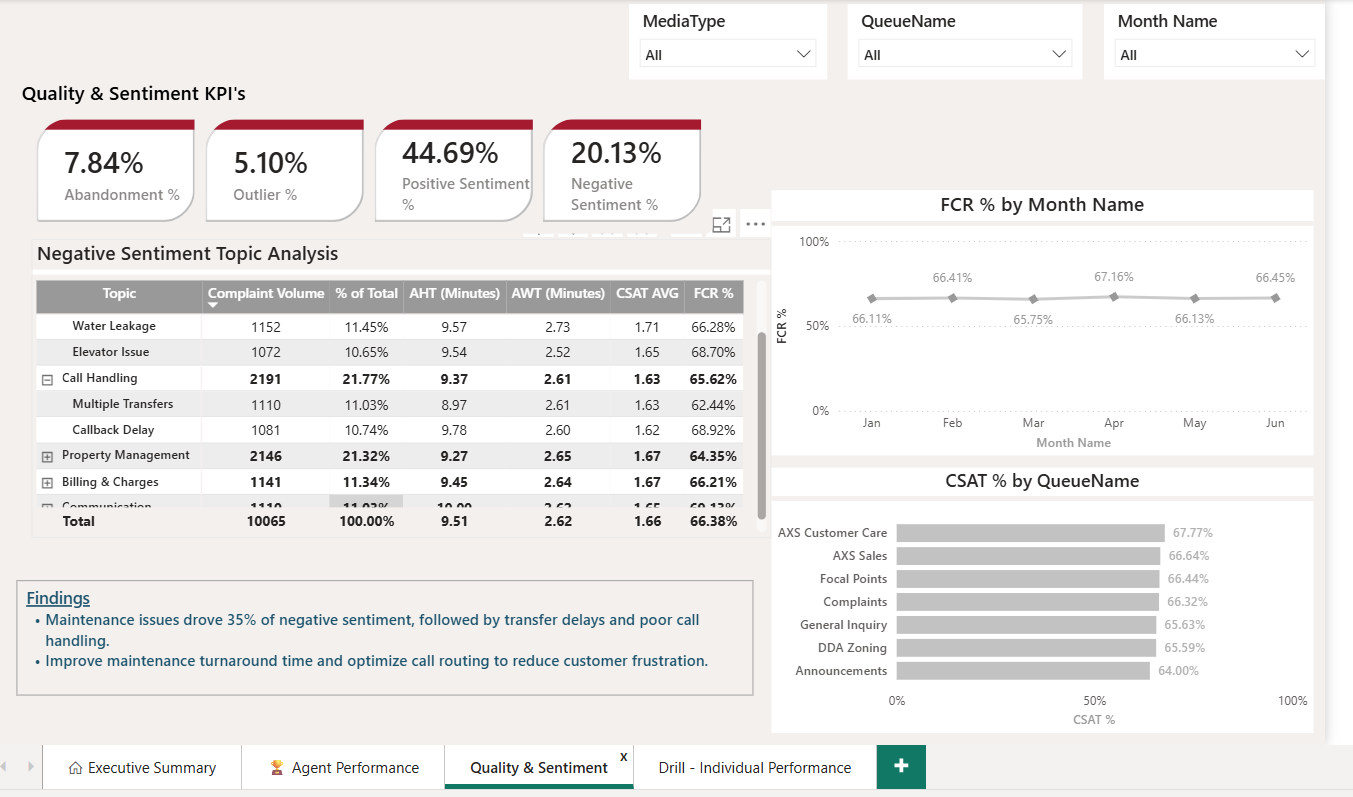 MediaType
All
QueueName
All
Month Name
All
Quality & Sentiment KPI's
7.84%
Abandonment %
5.10%
Outlier %
44.69%
Positive Sentiment
%
20.13%
Negative
Sentiment %
Negative Sentiment Topic Analysis
Topic Complaint Volume % of Total AHT (Minutes) AWT (Minutes) CSAT AVG FCR %
Water Leakage 1152 11.45% 9.57 2.73 1.71 66.28%
Elevator Issue 1072 10.65% 9.54 2.52 1.65 68.70%
Call Handling 2191 21.77% 9.37 2.61 1.63 65.62%
Multiple Transfers 1110 11.03% 8.97 2.61 1.63 62.44%
Callback Delay 1081 10.74% 9.78 2.60 1.62 68.92%
Property Management 2146 21.32% 9.27 2.65 1.67 64.35%
Billing & Charges 1141 11.34% 9.45 2.64 1.67 66.21%
Communication
Total 10065 100.00% 9.51 2.62 1.66 66.38%
Findings
• Maintenance issues drove 35% of negative sentiment, followed by transfer delays and poor call
handling.
• Improve maintenance turnaround time and optimize call routing to reduce customer frustration.
FCR % by Month Name
FCR %
100%
50%
0%
66.11%
66.41%
65.75%
67.16%
66.13%
66.45%
Jan Feb Mar Apr May Jun
Month Name
CSAT % by QueueName
AXS Customer Care 67.77%
AXS Sales 66.64%
Focal Points 66.44%
Complaints 66.32%
General Inquiry 65.63%
DDA Zoning 65.59%
Announcements 64.00%
0% 50% 100%
CSAT %
Executive Summary
Agent Performance
Quality & Sentiment
x
Drill - Individual Performance
+